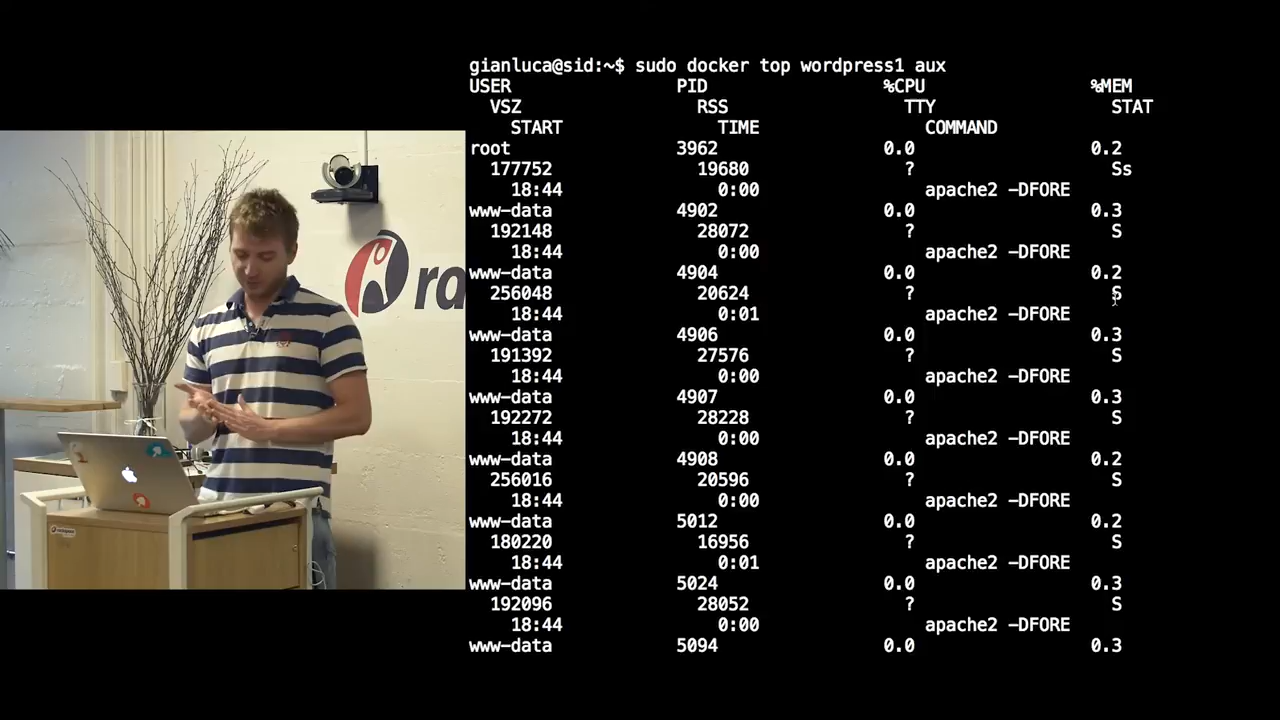 gianluca@sid:~$ sudo docker top wordpress1 aux
USER PID %CPU %MEM
VSZ RSS TTY STAT
START TIME COMMAND
root 3962 0.0 0.2
177752 19680 ? Ss
18:44 0:00 apache2 -DFORE
www-data 4902 0.0 0.3
192148 28072 ? S
18:44 0:00 apache2 -DFORE
www-data 4904 0.0 0.2
256048 20624 ? S
18:44 0:01 apache2 -DFORE
www-data 4906 0.0 0.3
191392 27576 ? S
18:44 0:00 apache2 -DFORE
www-data 4907 0.0 0.3
192272 28228 ? S
18:44 0:00 apache2 -DFORE
www-data 4908 0.0 0.2
256016 20596 ? S
18:44 0:00 apache2 -DFORE
www-data 5012 0.0 0.2
180220 16956 ? S
18:44 0:01 apache2 -DFORE
www-data 5024 0.0 0.3
192096 28052 ? S
18:44 0:00 apache2 -DFORE
www-data 5094 0.0 0.3